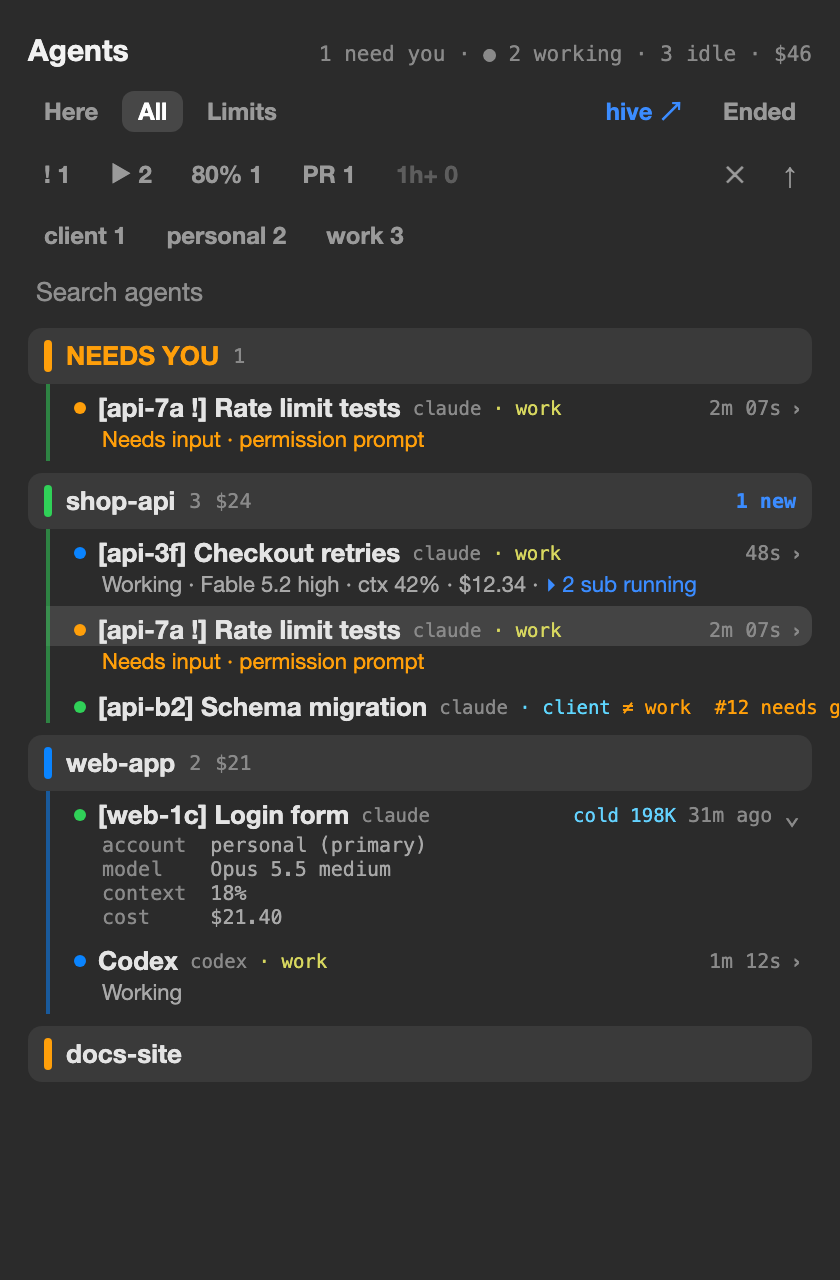 Agents 1 need you · ● 2 working · 3 idle · $46
Here All Limits hive ↗ Ended
! 1 ▶ 2 80% 1 PR 1 1h+ 0 × ↑
client 1 personal 2 work 3
Search agents
NEEDS YOU 1
[api-7a !] Rate limit tests claude · work 2m 07s ›
Needs input · permission prompt
shop-api 3 $24 1 new
[api-3f] Checkout retries claude · work 48s ›
Working · Fable 5.2 high · ctx 42% · $12.34 · ▸ 2 sub running
[api-7a !] Rate limit tests claude · work 2m 07s ›
Needs input · permission prompt
[api-b2] Schema migration claude · client ≠ work #12 needs g
web-app 2 $21
[web-1c] Login form claude cold 198K 31m ago ⌄
account personal (primary)
model Opus 5.5 medium
context 18%
cost $21.40
Codex codex · work 1m 12s ›
Working
docs-site